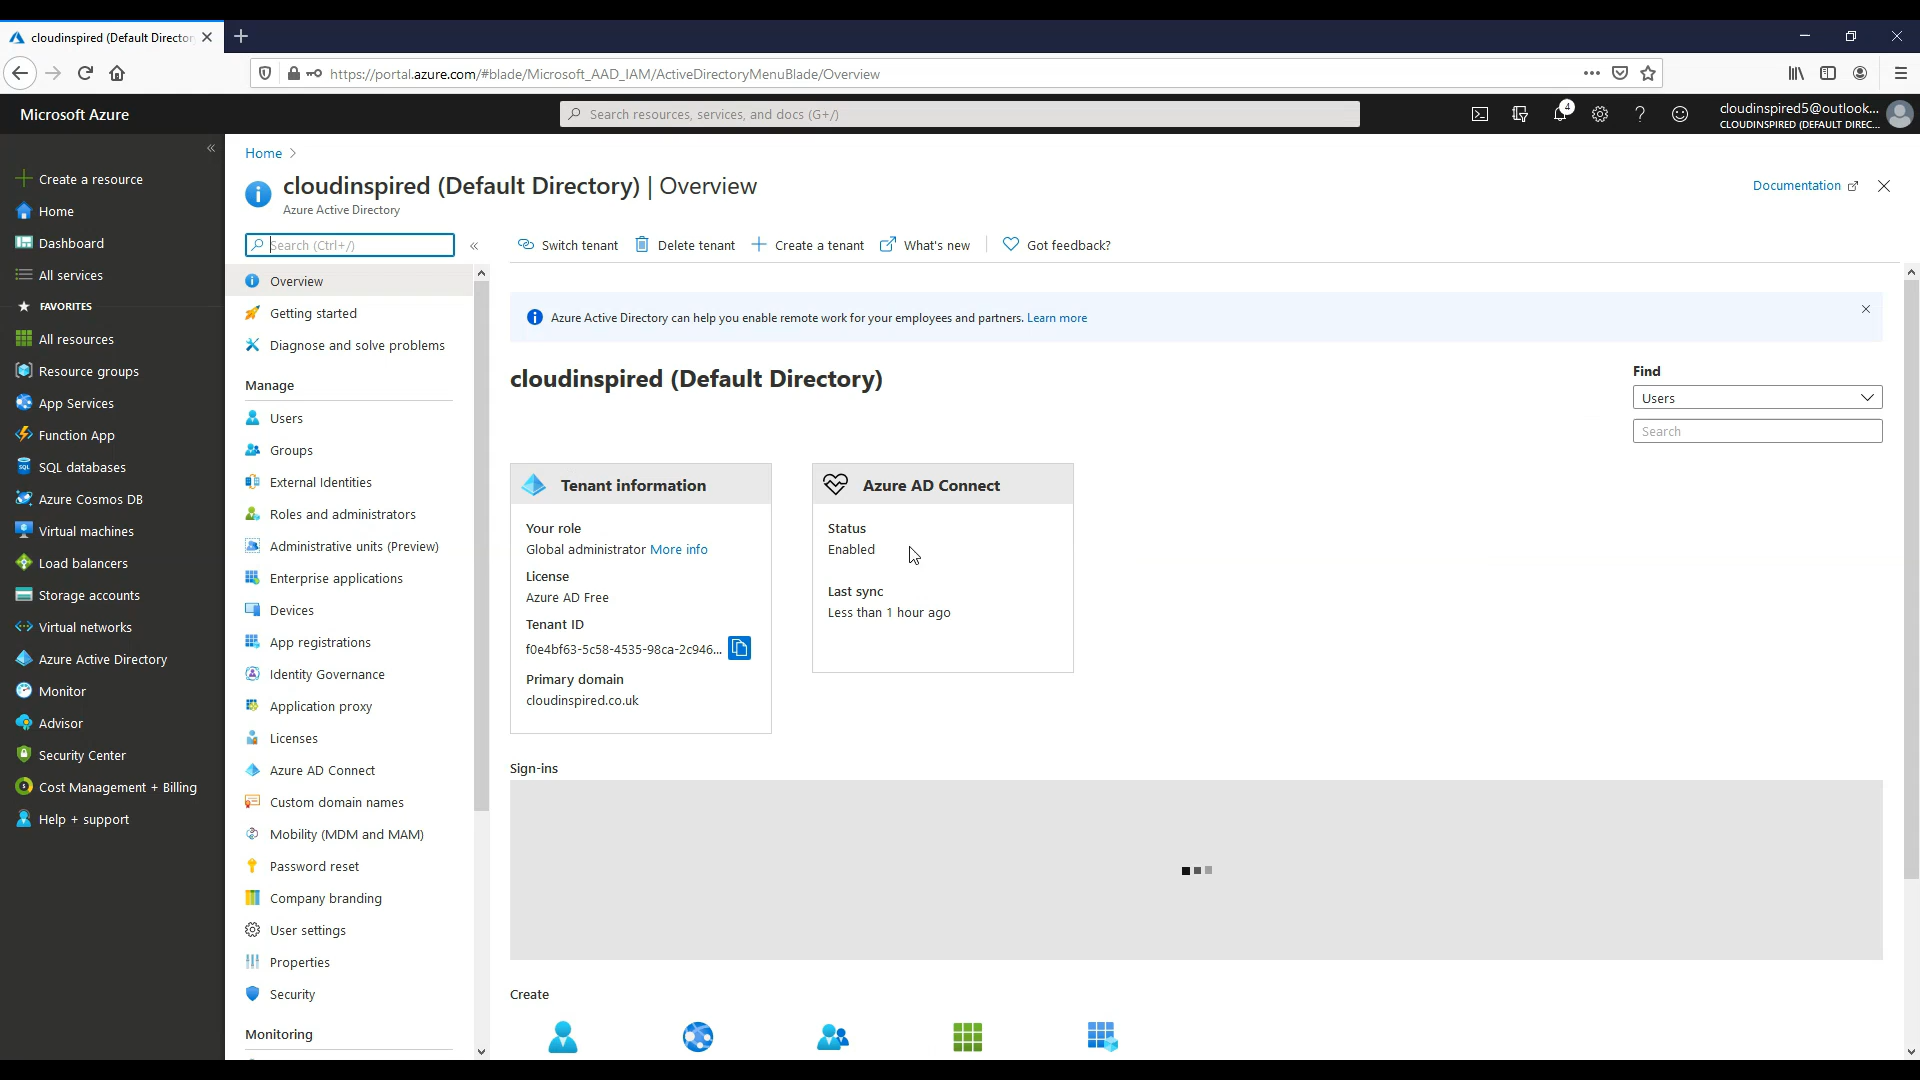 cloudinspired (Default Director
https://portal.azure.com/#blade/Microsoft_AAD_IAM/ActiveDirectoryMenuBlade/Overview
Microsoft Azure
Search resources, services, and docs (G+/)
4
cloudinspired5@outlook...
CLOUDINSPIRED (DEFAULT DIREC...
Create a resource
Home
Dashboard
All services
FAVORITES
All resources
Resource groups
App Services
Function App
SQL databases
Azure Cosmos DB
Virtual machines
Load balancers
Storage accounts
Virtual networks
Azure Active Directory
Monitor
Advisor
Security Center
Cost Management + Billing
Help + support
Home
cloudinspired (Default Directory) | Overview
Azure Active Directory
Documentation
Search (Ctrl+/)
Overview
Getting started
Diagnose and solve problems
Manage
Users
Groups
External Identities
Roles and administrators
Administrative units (Preview)
Enterprise applications
Devices
App registrations
Identity Governance
Application proxy
Licenses
Azure AD Connect
Custom domain names
Mobility (MDM and MAM)
Password reset
Company branding
User settings
Properties
Security
Monitoring
Switch tenant
Delete tenant
Create a tenant
What's new
Got feedback?
Azure Active Directory can help you enable remote work for your employees and partners. Learn more
cloudinspired (Default Directory)
Find
Users
Search
Tenant information
Your role
Global administrator More info
License
Azure AD Free
Tenant ID
f0e4bf63-5c58-4535-98ca-2c946...
Primary domain
cloudinspired.co.uk
Azure AD Connect
Status
Enabled
Last sync
Less than 1 hour ago
Sign-ins
Create